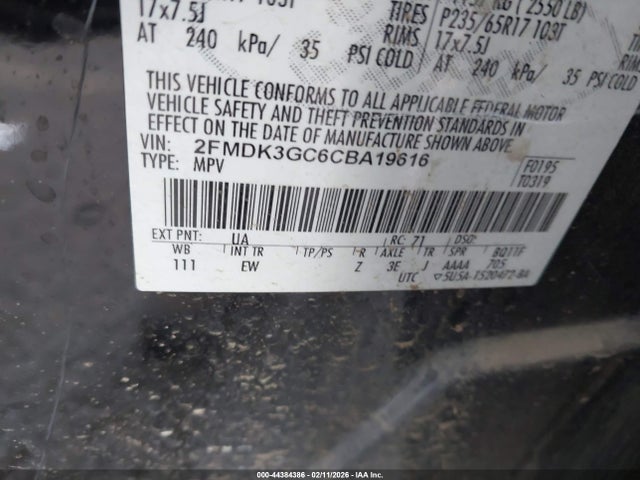 17x7.5J
AT 240 kPa/ 35 PSI COLD
TIRES P235/65R17 103T
RIMS 17x7.5J
AT 240 kPa/ 35 PSI COLD
THIS VEHICLE CONFORMS TO ALL APPLICABLE FEDERAL MOTOR
VEHICLE SAFETY AND THEFT PREVENTION STANDARDS IN
EFFECT ON THE DATE OF MANUFACTURE SHOWN ABOVE.
VIN: 2FMDK3GC6CBA19616
TYPE: MPV
F0195
T0319
EXT PNT: UA RC: 71 DSO:
WB INT TR TP/PS R AXLE TR SPR
111 EW Z 3E J AAAA 705
UTC
000-44384386 - 02/11/2026 - IAA Inc.